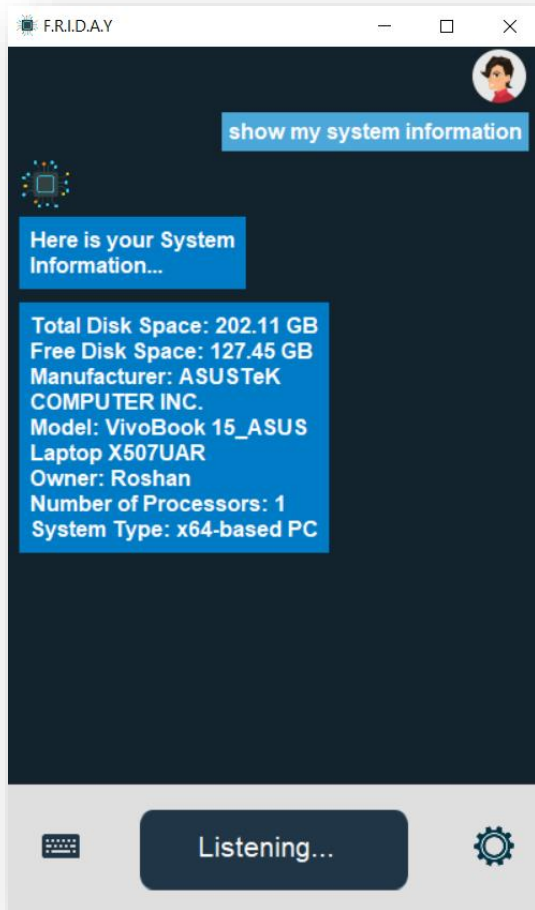 F.R.I.D.A.Y
show my system information
Here is your System
Information...
Total Disk Space: 202.11 GB
Free Disk Space: 127.45 GB
Manufacturer: ASUSTeK
COMPUTER INC.
Model: VivoBook 15_ASUS
Laptop X507UAR
Owner: Roshan
Number of Processors: 1
System Type: x64-based PC
Listening...